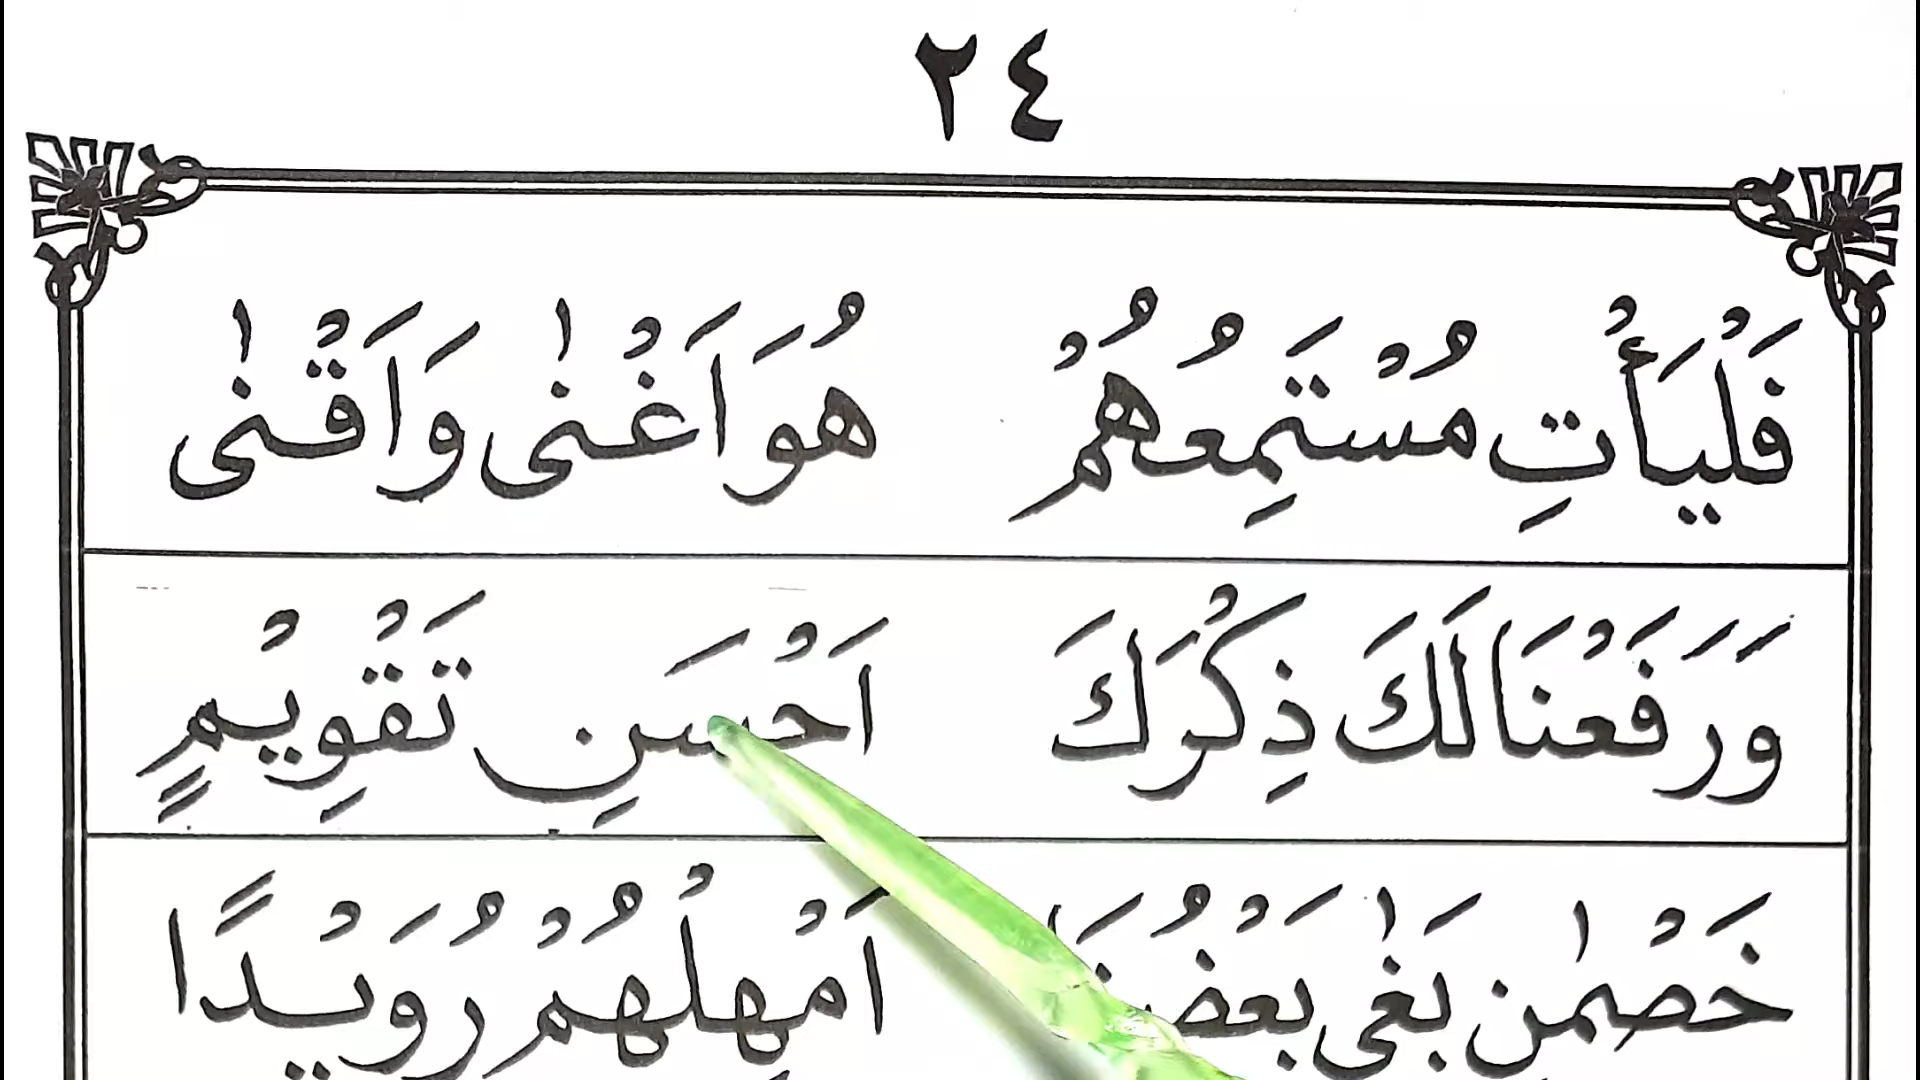 ٢٤
فَلْيَأْتِ مُسْتَمِعُهُمْ هُوَ اَغْنٰى وَاَقْنٰى
وَرَفَعْنَا لَكَ ذِكْرَكَ اَحْسَنِ تَقْوِيْمٍ
خَصْمٰنِ بَغٰى اَمْهِلْهُمْ رُوَيْدًا